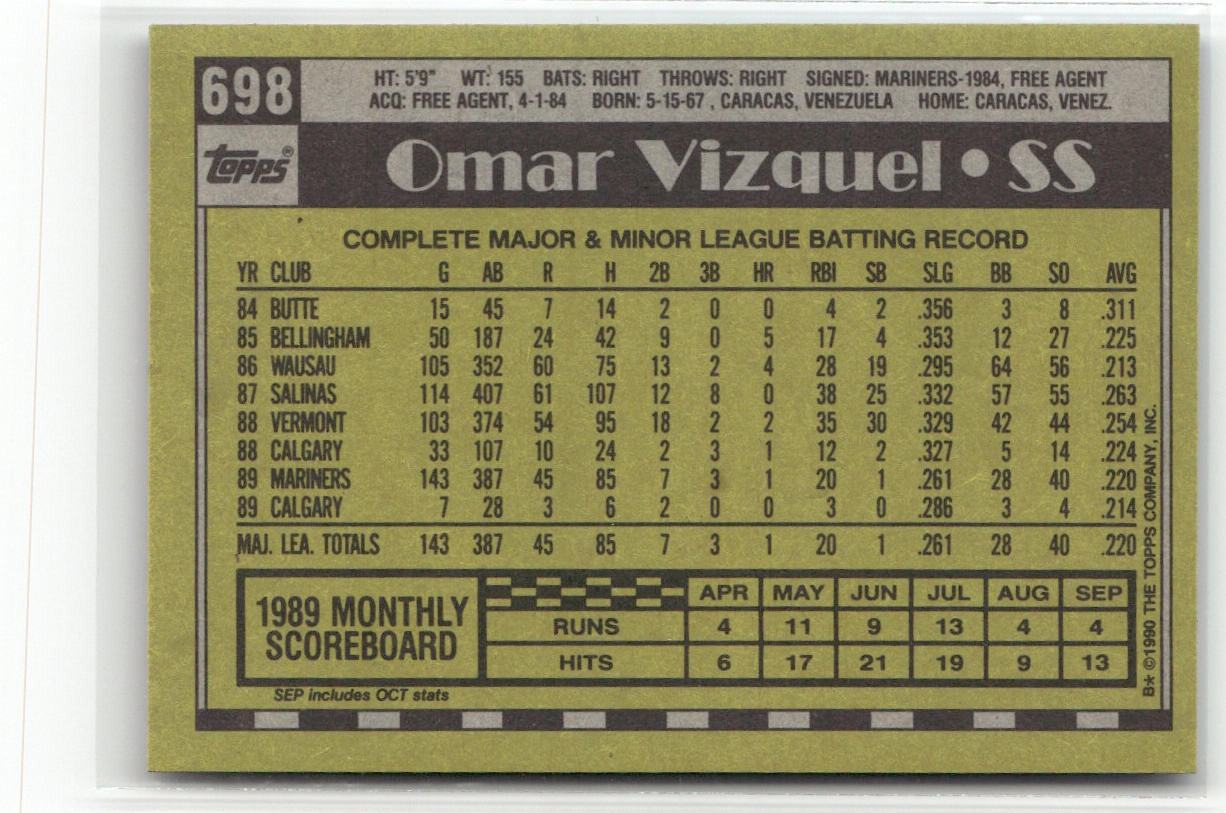 698
HT: 5'9" WT: 155 BATS: RIGHT THROWS: RIGHT SIGNED: MARINERS-1984, FREE AGENT
ACQ: FREE AGENT, 4-1-84 BORN: 5-15-67 , CARACAS, VENEZUELA HOME: CARACAS, VENEZ.
Topps®
Omar Vizquel • SS
COMPLETE MAJOR & MINOR LEAGUE BATTING RECORD
YR CLUB G AB R H 2B 3B HR RBI SB SLG BB SO AVG
84 BUTTE 15 45 7 14 2 0 0 4 2 .356 3 8 .311
85 BELLINGHAM 50 187 24 42 9 0 5 17 4 .353 12 27 .225
86 WAUSAU 105 352 60 75 13 2 4 28 19 .295 64 56 .213
87 SALINAS 114 407 61 107 12 8 0 38 25 .332 57 55 .263
88 VERMONT 103 374 54 95 18 2 2 35 30 .329 42 44 .254
88 CALGARY 33 107 10 24 2 3 1 12 2 .327 5 14 .224
89 MARINERS 143 387 45 85 7 3 1 20 1 .261 28 40 .220
89 CALGARY 7 28 3 6 2 0 0 3 0 .286 3 4 .214
MAJ. LEA. TOTALS 143 387 45 85 7 3 1 20 1 .261 28 40 .220
1989 MONTHLY
SCOREBOARD
APR MAY JUN JUL AUG SEP
RUNS 4 11 9 13 4 4
HITS 6 17 21 19 9 13
SEP includes OCT stats
B* ©1990 THE TOPPS COMPANY, INC.